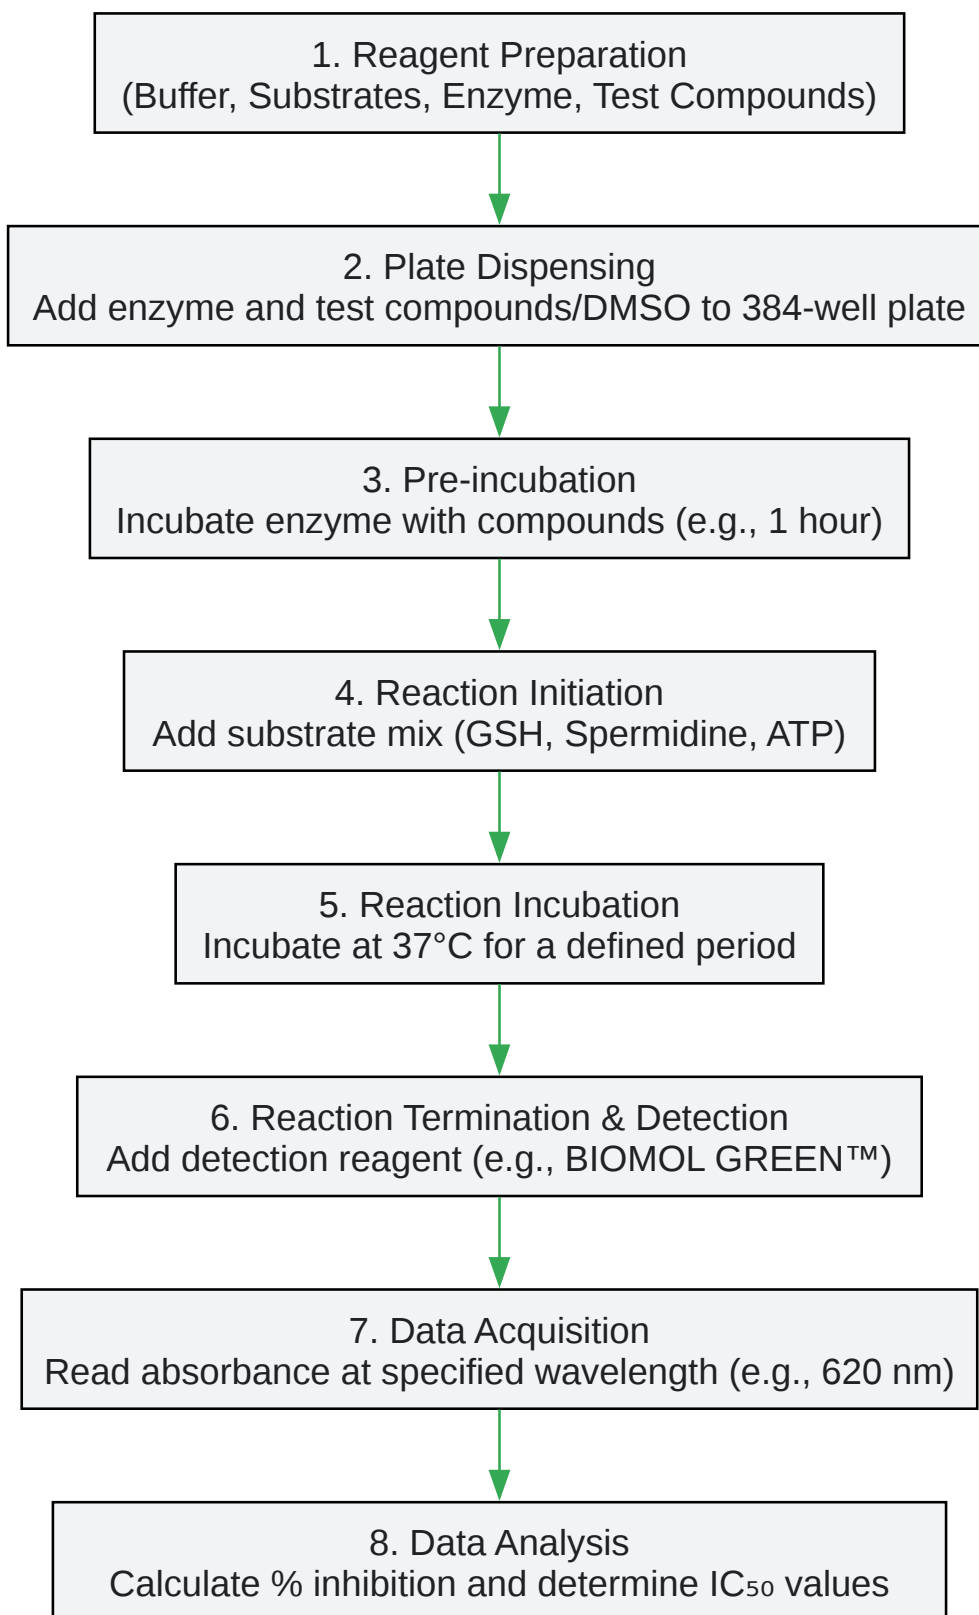 1. Reagent Preparation
(Buffer, Substrates, Enzyme, Test Compounds)
2. Plate Dispensing
Add enzyme and test compounds/DMSO to 384-well plate
3. Pre-incubation
Incubate enzyme with compounds (e.g., 1 hour)
4. Reaction Initiation
Add substrate mix (GSH, Spermidine, ATP)
5. Reaction Incubation
Incubate at 37°C for a defined period
6. Reaction Termination & Detection
Add detection reagent (e.g., BIOMOL GREEN™)
7. Data Acquisition
Read absorbance at specified wavelength (e.g., 620 nm)
8. Data Analysis
Calculate % inhibition and determine IC₅₀ values